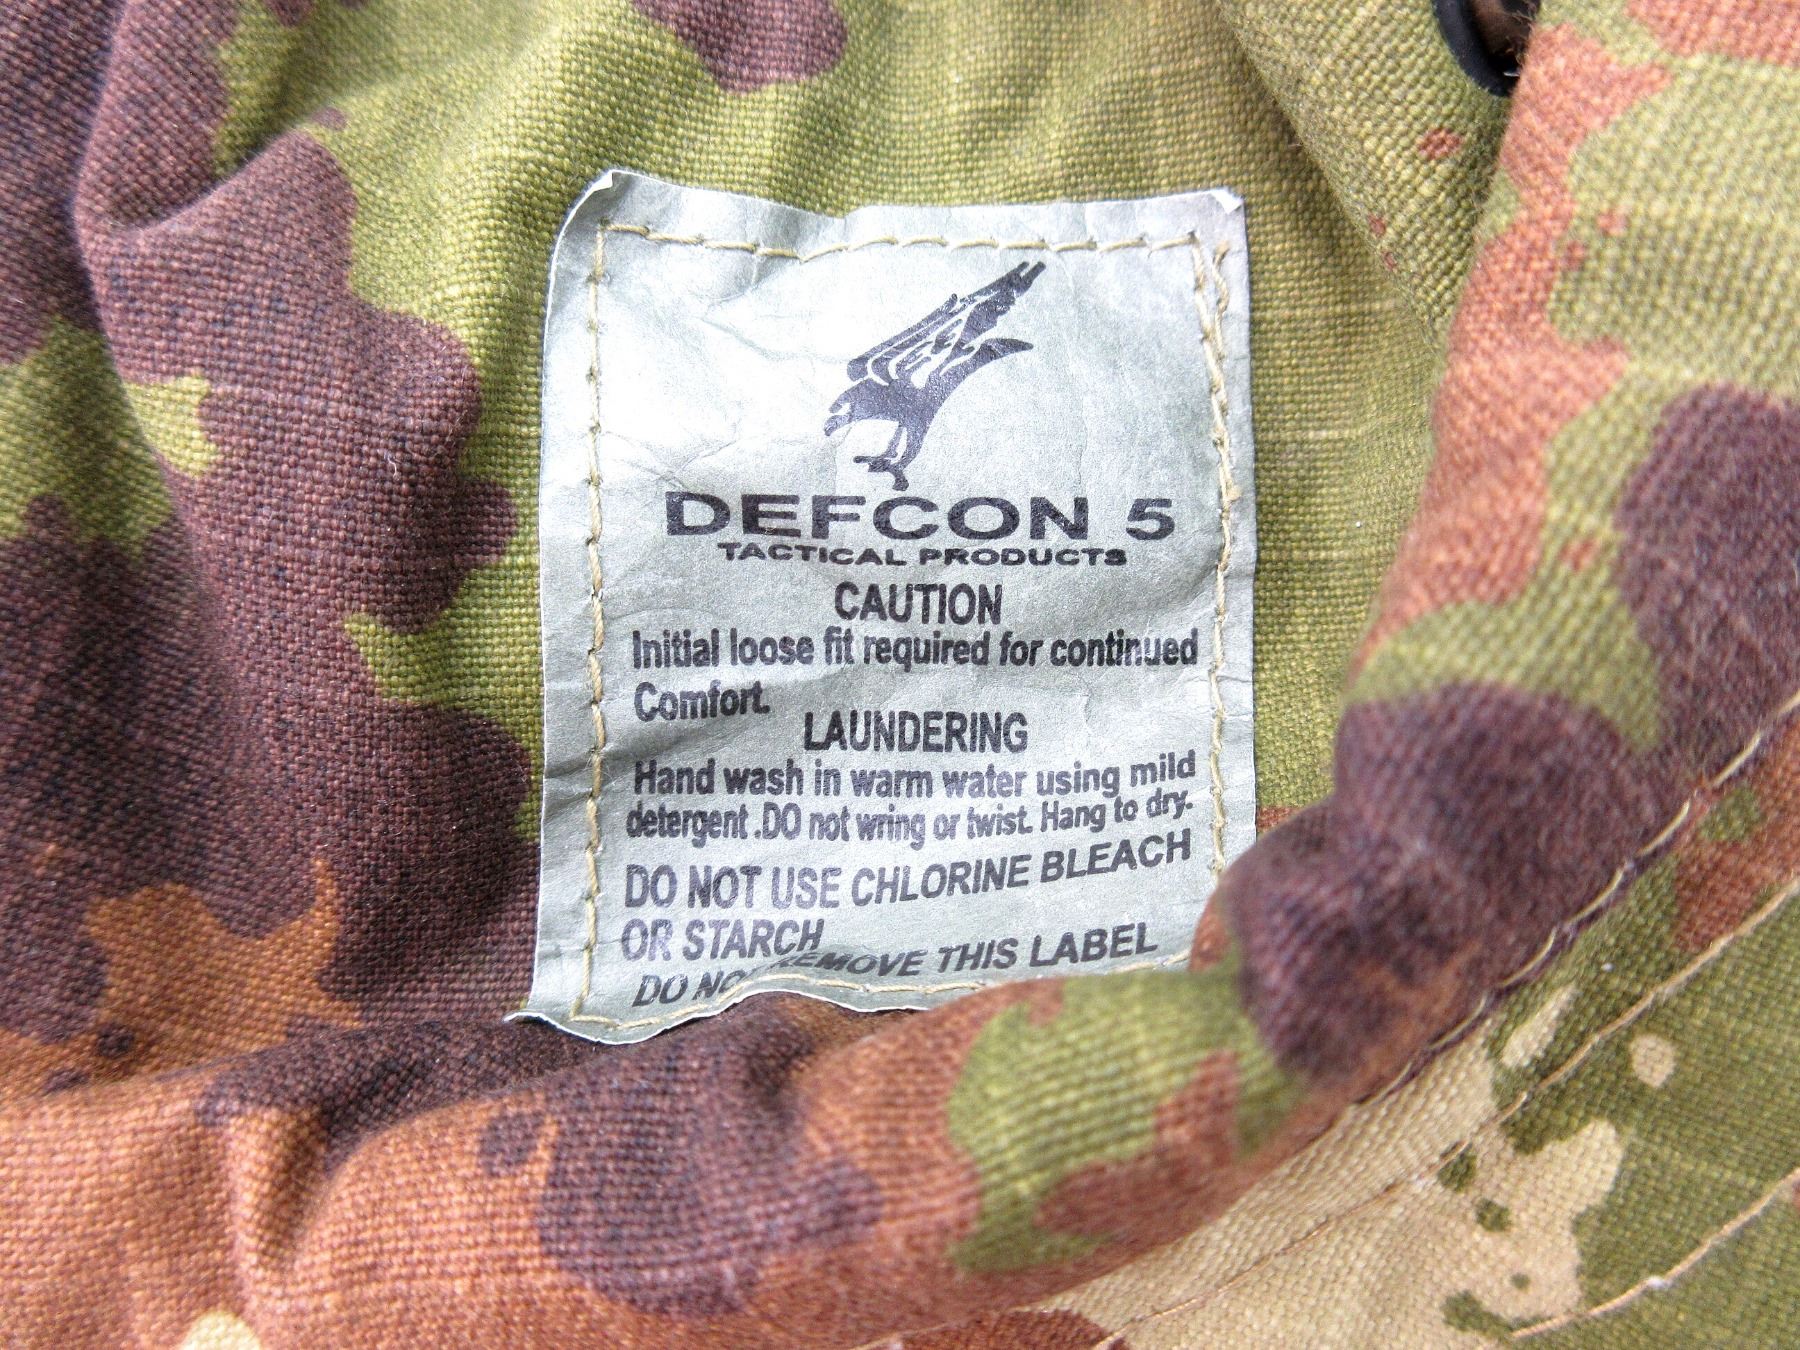 DEFCON 5
TACTICAL PRODUCTS
CAUTION
Initial loose fit required for continued
Comfort.
LAUNDERING
Hand wash in warm water using mild
detergent .DO not wring or twist. Hang to dry.
DO NOT USE CHLORINE BLEACH
OR STARCH
DO NOT REMOVE THIS LABEL